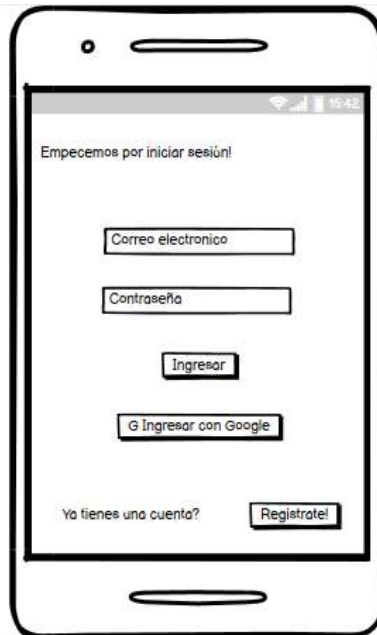 15:42
Empecemos por iniciar sesión!
Correo electronico
Contraseña
Ingresar
G Ingresar con Google
Ya tienes una cuenta? Registrate!